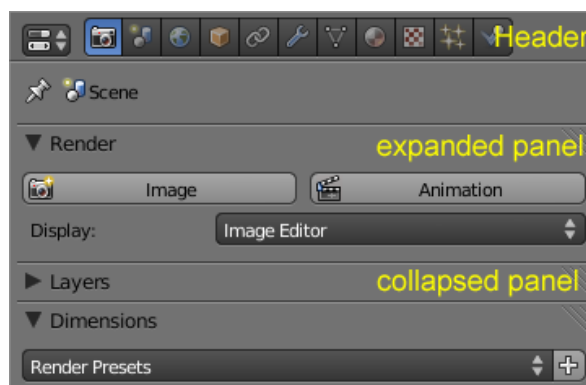 Header
Scene
Render expanded panel
Image Animation
Display: Image Editor
Layers collapsed panel
Dimensions
Render Presets